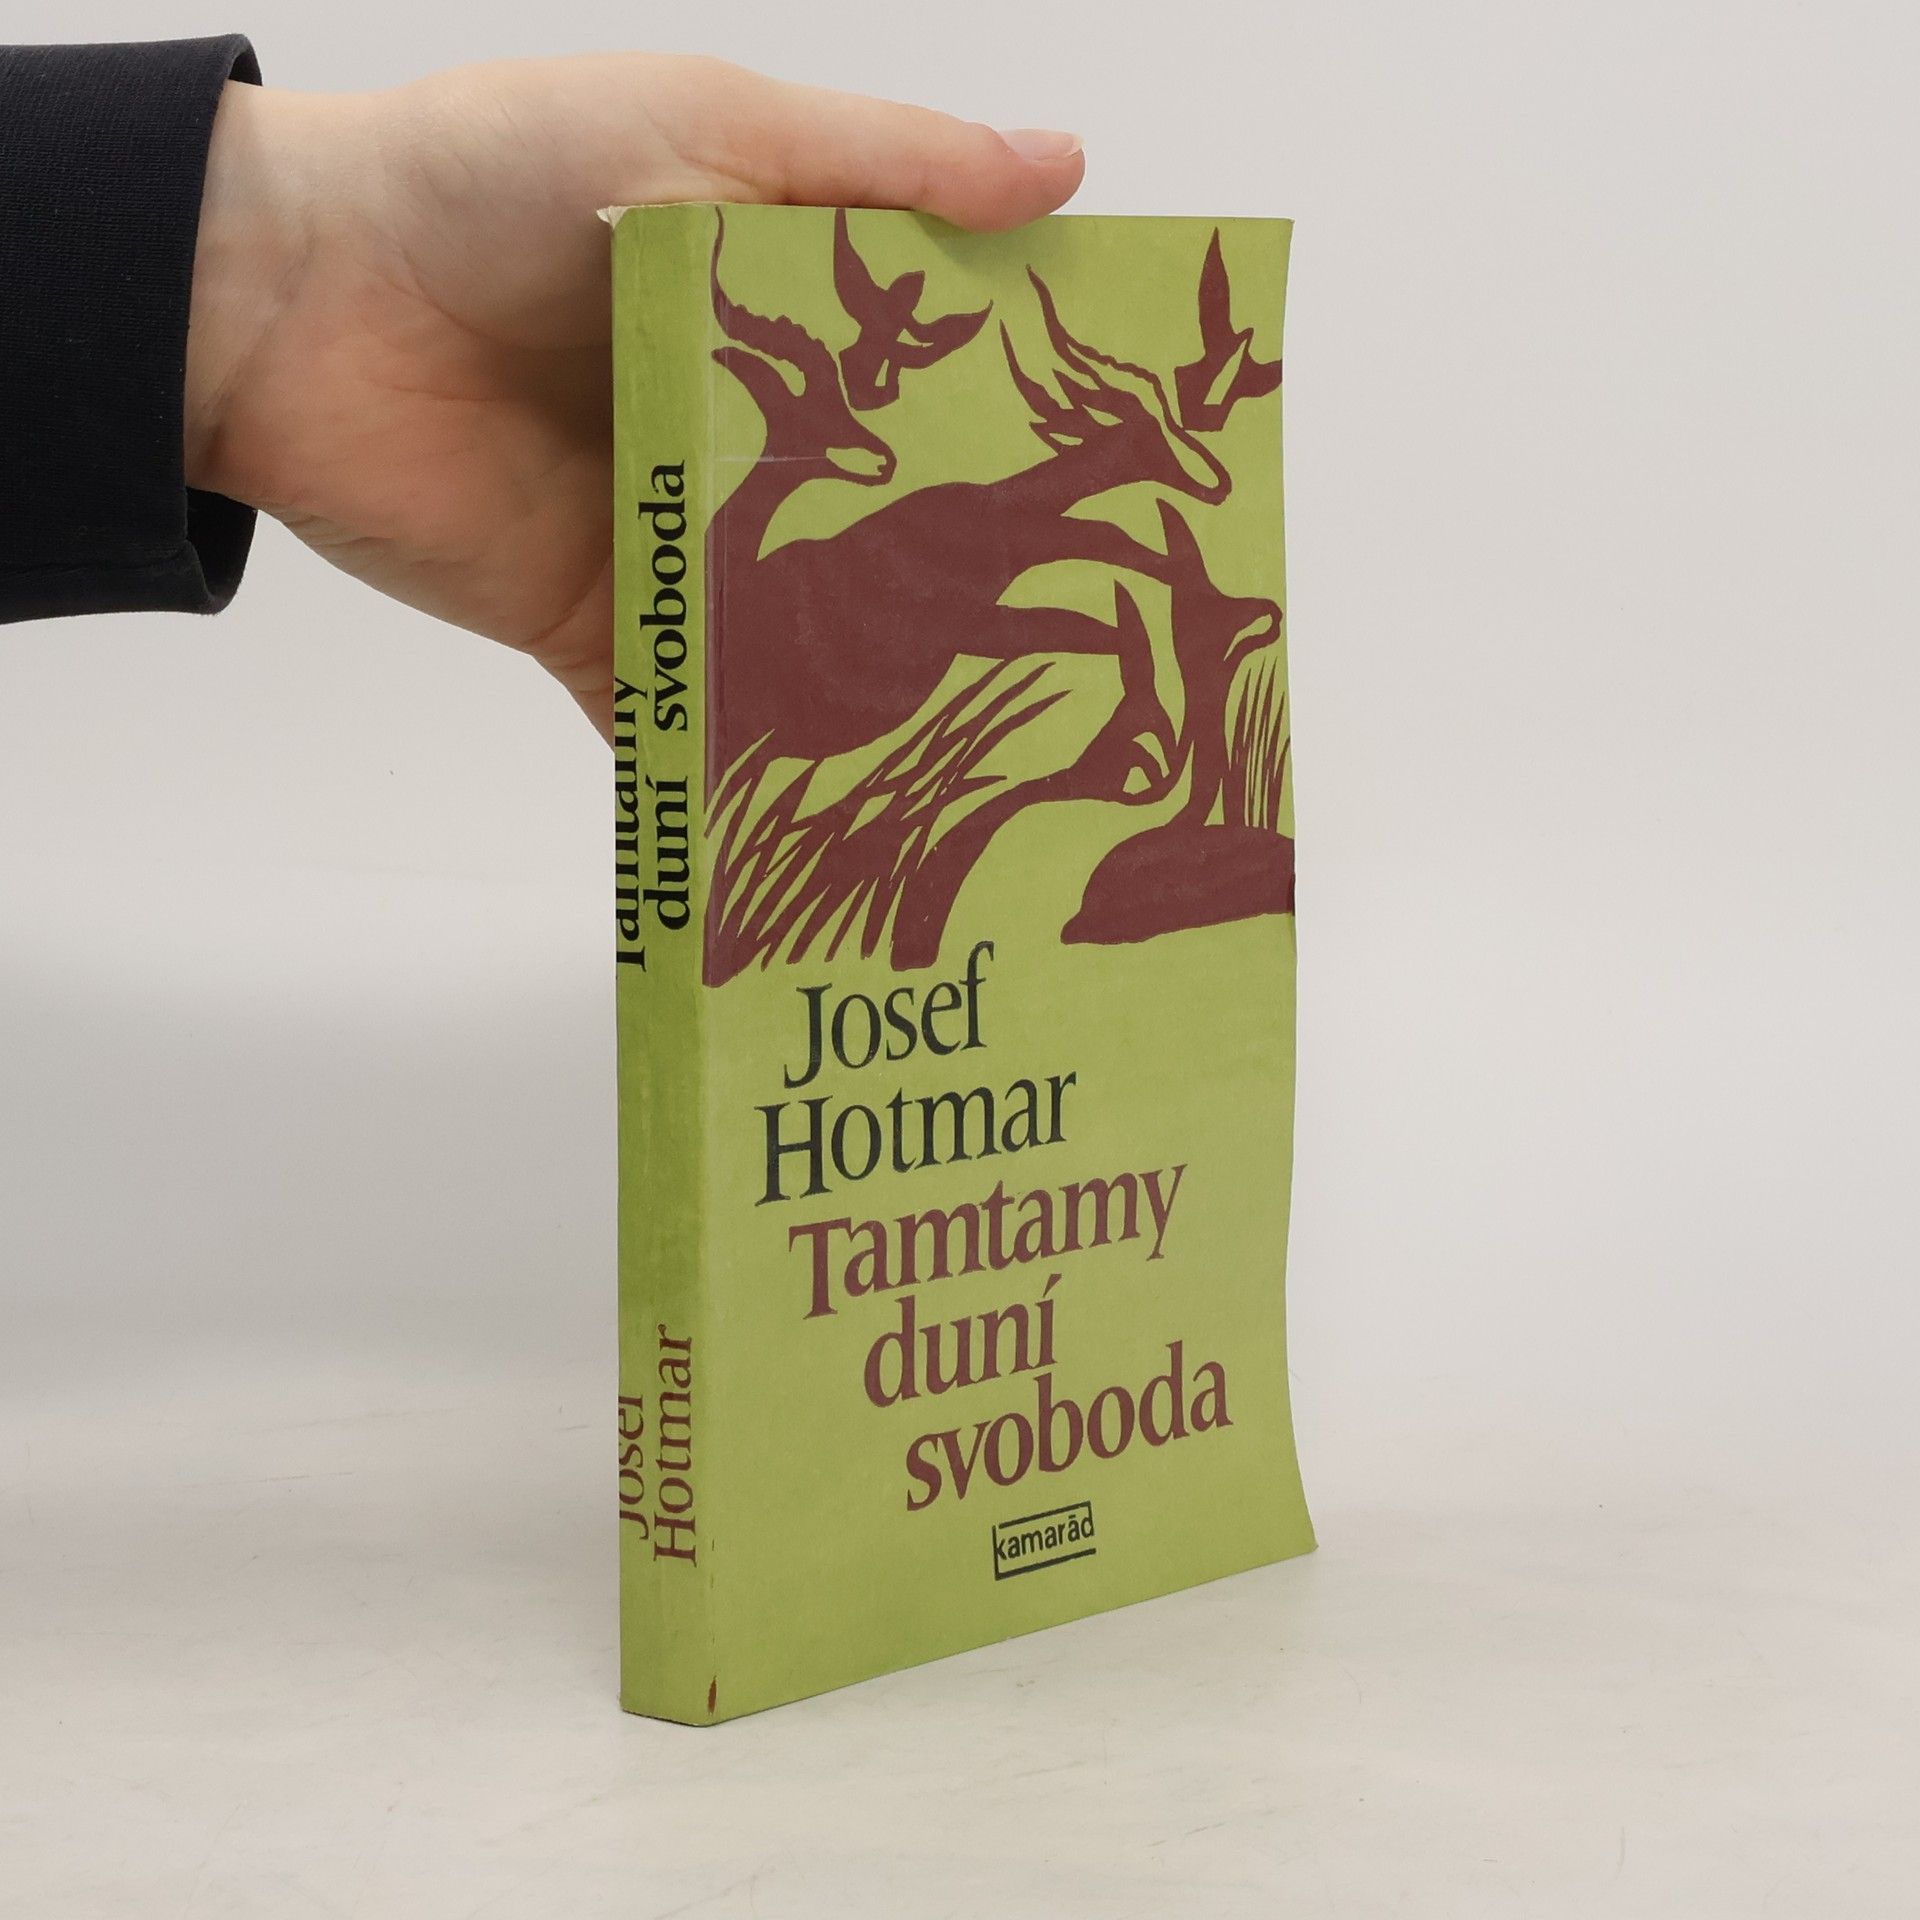 Tamtamy
duní svoboda
Josef
Hotmar
Josef
Hotmar
Tamtamy
duní
svoboda
kamarád